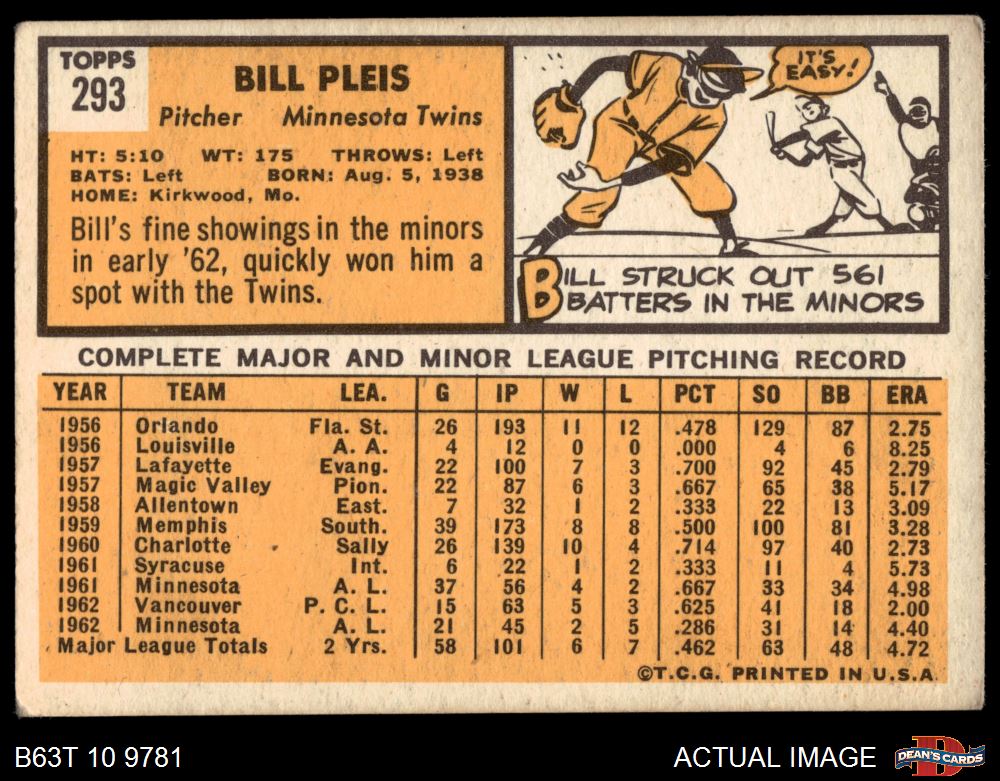 TOPPS
293
BILL PLEIS
Pitcher Minnesota Twins
HT: 5:10 WT: 175 THROWS: Left
BATS: Left BORN: Aug. 5, 1938
HOME: Kirkwood, Mo.
Bill's fine showings in the minors
in early '62, quickly won him a
spot with the Twins.
IT'S
EASY!
BILL STRUCK OUT 561
BATTERS IN THE MINORS
COMPLETE MAJOR AND MINOR LEAGUE PITCHING RECORD
YEAR TEAM LEA. G IP W L PCT SO BB ERA
1956 Orlando Fla. St. 26 193 11 12 .478 129 87 2.75
1956 Louisville A. A. 4 12 0 0 .000 4 6 8.25
1957 Lafayette Evang. 22 100 7 3 .700 92 45 2.79
1957 Magic Valley Pion. 22 87 6 3 .667 65 38 5.17
1958 Allentown East. 7 32 1 2 .333 22 13 3.09
1959 Memphis South. 39 173 8 8 .500 100 81 3.28
1960 Charlotte Sally 26 139 10 4 .714 97 40 2.73
1961 Syracuse Int. 6 22 1 2 .333 11 4 5.73
1961 Minnesota A. L. 37 56 4 2 .667 33 34 4.98
1962 Vancouver P. C. L. 15 63 5 3 .625 41 18 2.00
1962 Minnesota A. L. 21 45 2 5 .286 31 14 4.40
Major League Totals 2 Yrs. 58 101 6 7 .462 63 48 4.72
©T.C.G. PRINTED IN U.S.A.
B63T 10 9781
ACTUAL IMAGE
D
DEAN'S CARDS